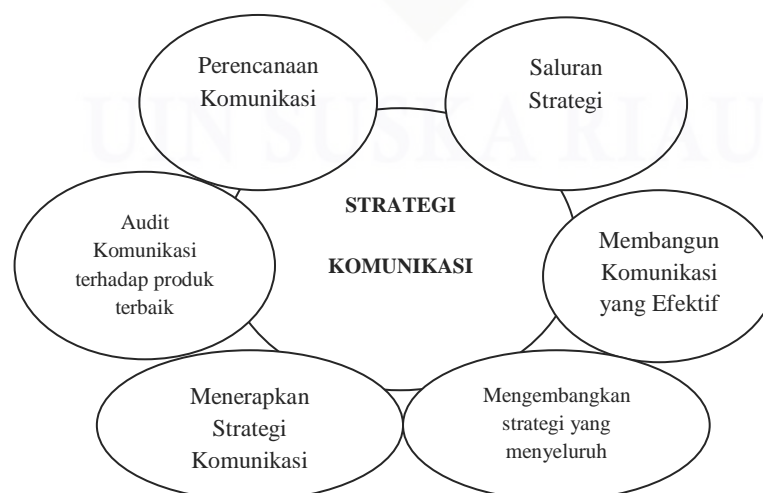 Perencanaan
Komunikasi
Saluran
Strategi
UIN SUSKA RIAU
STRATEGI
KOMUNIKASI
Audit
Komunikasi
terhadap produk
terbaik
Membangun
Komunikasi
yang Efektif
Menerapkan
Strategi
Komunikasi
Mengembangkan
strategi yang
menyeluruh